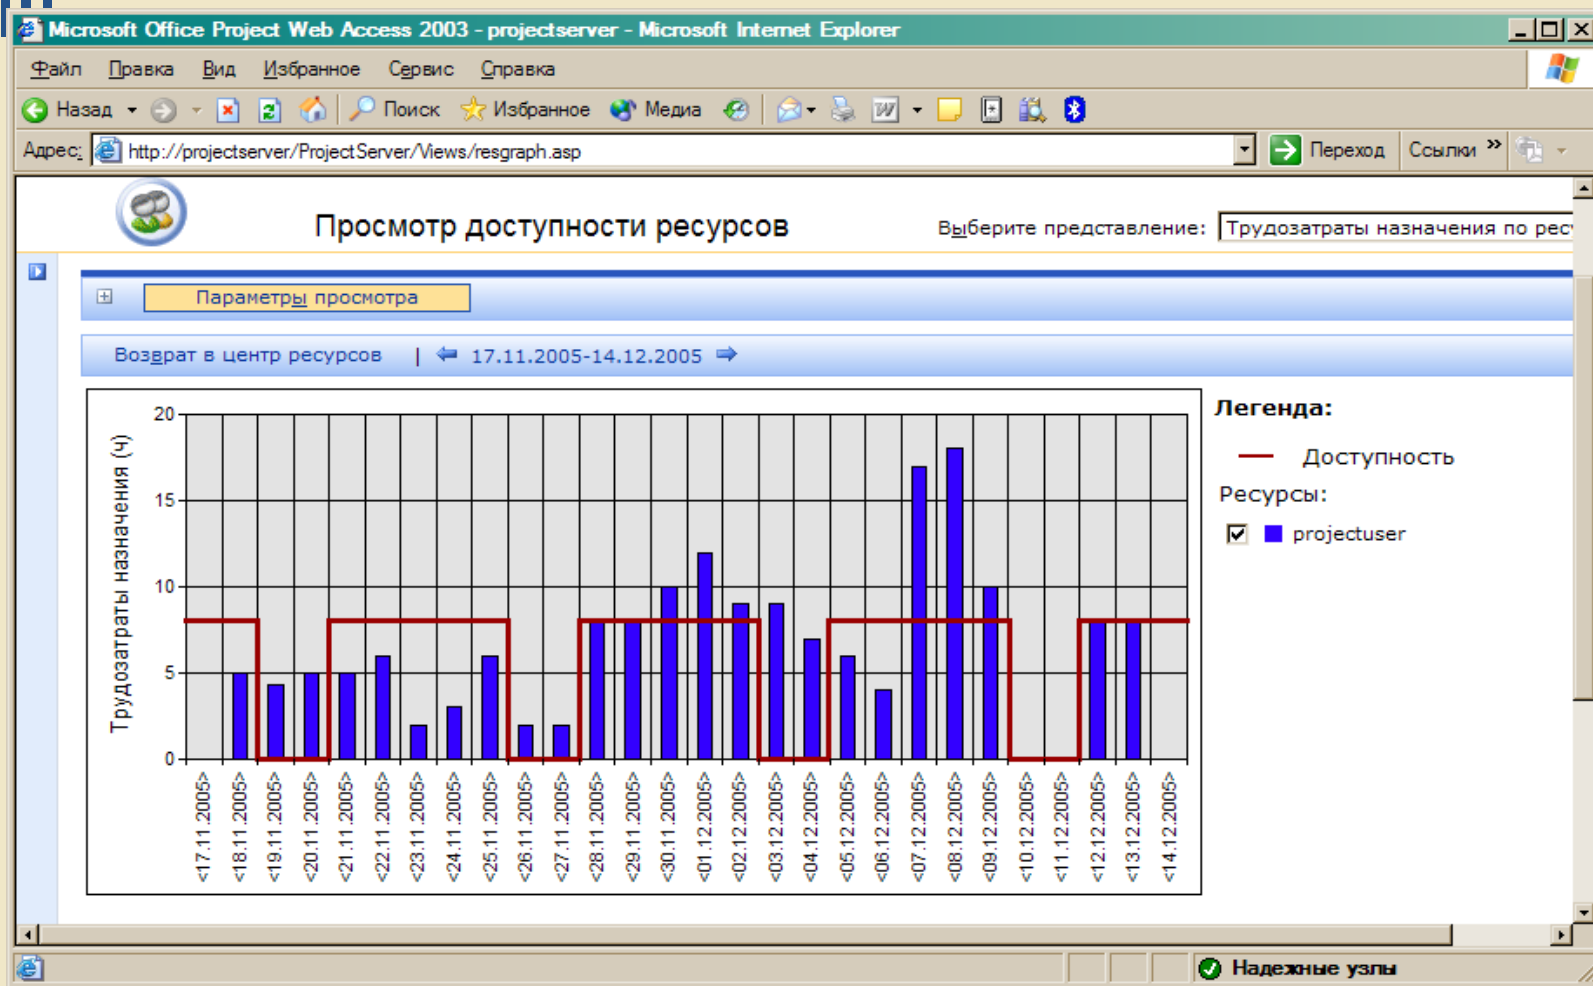 Microsoft Office Project Web Access 2003 - projectserver - Microsoft Internet Explorer
Файл Правка Вид Избранное Сервис Справка
Назад Поиск Избранное Медиа
Адрес: http://projectserver/ProjectServer/Views/resgraph.asp Переход Ссылки »
Просмотр доступности ресурсов
Выберите представление: Трудозатраты назначения по рес
Параметры просмотра
Возврат в центр ресурсов | 17.11.2005-14.12.2005
Трудозатраты назначения (ч)
20
15
10
5
0
<17.11.2005>
<18.11.2005>
<19.11.2005>
<20.11.2005>
<21.11.2005>
<22.11.2005>
<23.11.2005>
<24.11.2005>
<25.11.2005>
<26.11.2005>
<27.11.2005>
<28.11.2005>
<29.11.2005>
<30.11.2005>
<01.12.2005>
<02.12.2005>
<03.12.2005>
<04.12.2005>
<05.12.2005>
<06.12.2005>
<07.12.2005>
<08.12.2005>
<09.12.2005>
<10.12.2005>
<11.12.2005>
<12.12.2005>
<13.12.2005>
<14.12.2005>
Легенда:
Доступность
Ресурсы:
projectuser
Надежные узлы